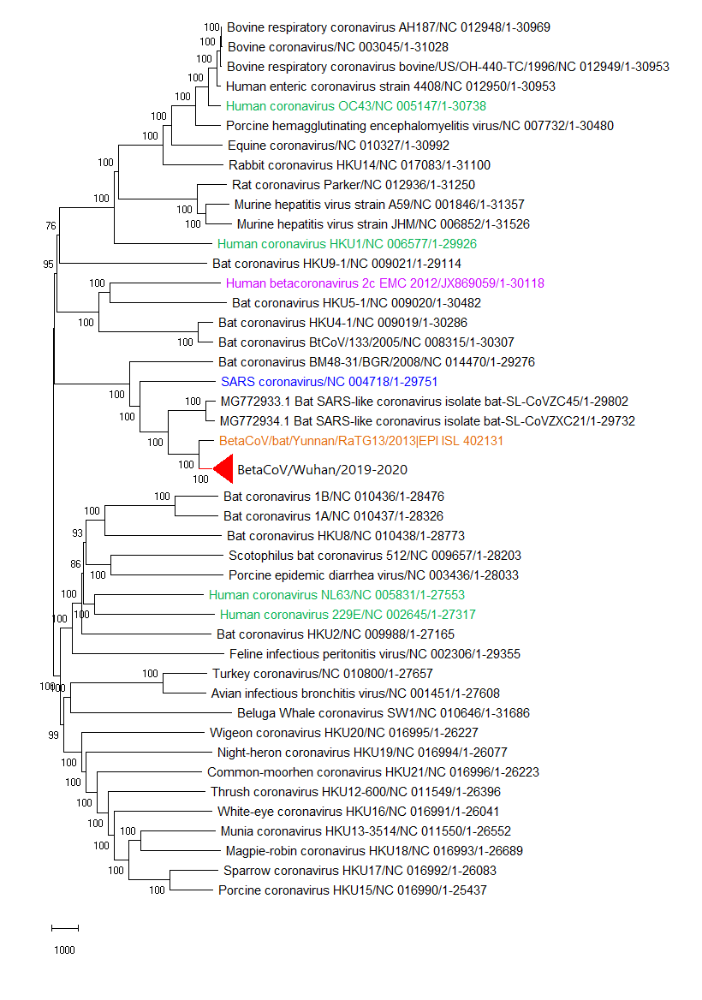 100 Bovine respiratory coronavirus AH187/NC 012948/1-30969
100 Bovine coronavirus/NC 003045/1-31028
100 Bovine respiratory coronavirus bovine/US/OH-440-TC/1996/NC 012949/1-30953
100 Human enteric coronavirus strain 4408/NC 012950/1-30953
100 Human coronavirus OC43/NC 005147/1-30738
100 Porcine hemagglutinating encephalomyelitis virus/NC 007732/1-30480
100 Equine coronavirus/NC 010327/1-30992
100 Rabbit coronavirus HKU14/NC 017083/1-31100
Rat coronavirus Parker/NC 012936/1-31250
100 100 Murine hepatitis virus strain A59/NC 001846/1-31357
100 Murine hepatitis virus strain JHM/NC 006852/1-31526
76 Human coronavirus HKU1/NC 006577/1-29926
95 Bat coronavirus HKU9-1/NC 009021/1-29114
100 Human betacoronavirus 2c EMC 2012/JX869059/1-30118
Bat coronavirus HKU5-1/NC 009020/1-30482
100 Bat coronavirus HKU4-1/NC 009019/1-30286
100 Bat coronavirus BtCoV/133/2005/NC 008315/1-30307
Bat coronavirus BM48-31/BGR/2008/NC 014470/1-29276
100 SARS coronavirus/NC 004718/1-29751
100 MG772933.1 Bat SARS-like coronavirus isolate bat-SL-CoVZC45/1-29802
100 MG772934.1 Bat SARS-like coronavirus isolate bat-SL-CoVZXC21/1-29732
100 BetaCoV/bat/Yunnan/RaTG13/2013|EPI ISL 402131
100 BetaCoV/Wuhan/2019-2020
100
100 Bat coronavirus 1B/NC 010436/1-28476
100 Bat coronavirus 1A/NC 010437/1-28326
93 Bat coronavirus HKU8/NC 010438/1-28773
86 Scotophilus bat coronavirus 512/NC 009657/1-28203
100 Porcine epidemic diarrhea virus/NC 003436/1-28033
100 Human coronavirus NL63/NC 005831/1-27553
100 100 Human coronavirus 229E/NC 002645/1-27317
Bat coronavirus HKU2/NC 009988/1-27165
Feline infectious peritonitis virus/NC 002306/1-29355
100 Turkey coronavirus/NC 010800/1-27657
100 100 Avian infectious bronchitis virus/NC 001451/1-27608
Beluga Whale coronavirus SW1/NC 010646/1-31686
99 Wigeon coronavirus HKU20/NC 016995/1-26227
100 Night-heron coronavirus HKU19/NC 016994/1-26077
100 Common-moorhen coronavirus HKU21/NC 016996/1-26223
100 Thrush coronavirus HKU12-600/NC 011549/1-26396
100 White-eye coronavirus HKU16/NC 016991/1-26041
100 Munia coronavirus HKU13-3514/NC 011550/1-26552
100 Magpie-robin coronavirus HKU18/NC 016993/1-26689
100 Sparrow coronavirus HKU17/NC 016992/1-26083
100 Porcine coronavirus HKU15/NC 016990/1-25437
1000